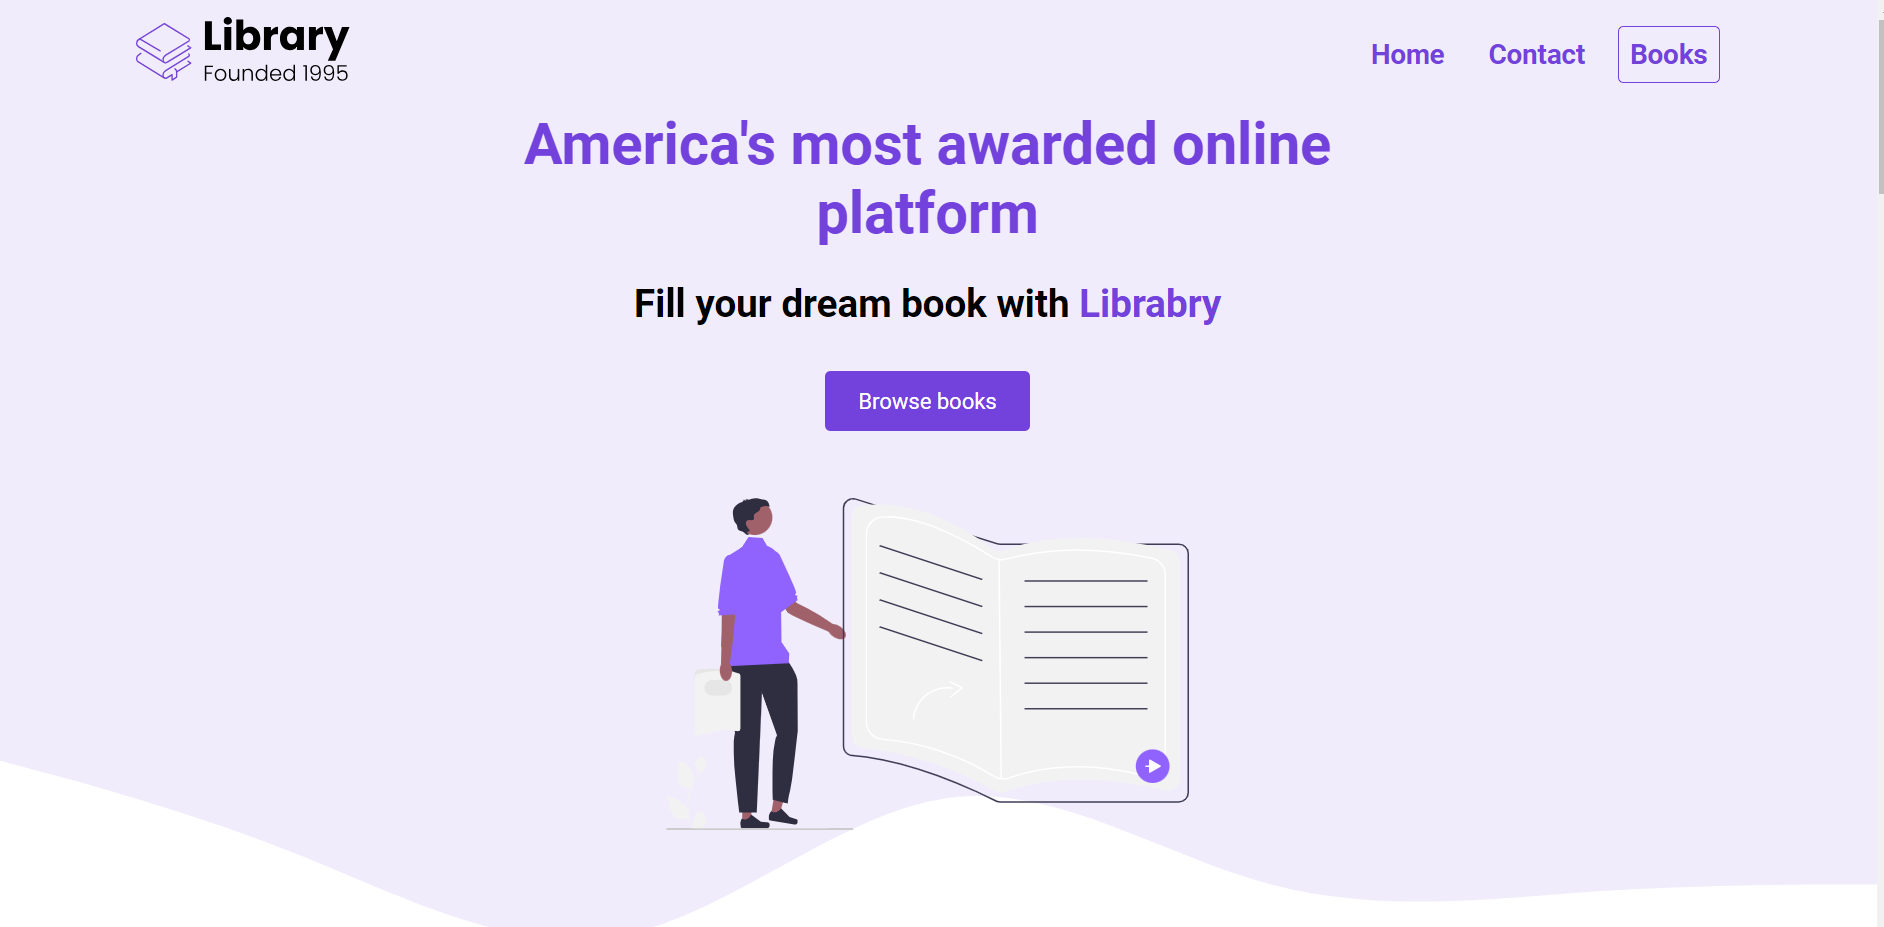 Library
Founded 1995
Home
Contact
Books
America's most awarded online
platform
Fill your dream book with Librabry
Browse books